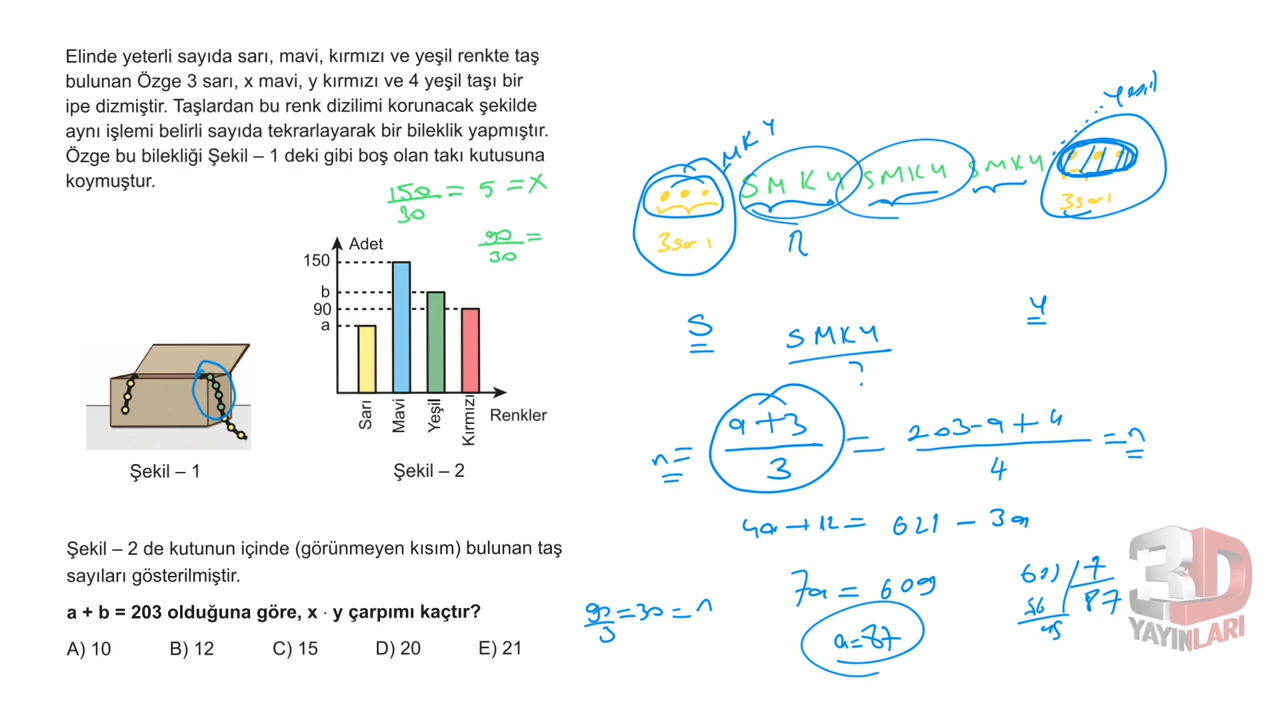 Elinde yeterli sayıda sarı, mavi, kırmızı ve yeşil renkte taş
bulunan Özge 3 sarı, x mavi, y kırmızı ve 4 yeşil taşı bir
ipe dizmiştir. Taşlardan bu renk dizilimi korunacak şekilde
aynı işlemi belirli sayıda tekrarlayarak bir bileklik yapmıştır.
Özge bu bilekliği Şekil – 1 deki gibi boş olan takı kutusuna
koymuştur.
150/30 = 5 = x
90/30 =
Adet
150
b
90
a
Sarı
Mavi
Yeşil
Kırmızı
Renkler
Şekil – 1
Şekil – 2
Şekil – 2 de kutunun içinde (görünmeyen kısım) bulunan taş
sayıları gösterilmiştir.
a + b = 203 olduğuna göre, x · y çarpımı kaçtır?
A) 10 B) 12 C) 15 D) 20 E) 21
Yeşil
MKY
SMKY SMKY SMKY
3sarı
3sarı
n
S
SMKY
Y
?
n = a+3/3 = 203-a+4/4 = n
4a+12 = 621 - 3a
7a = 609
a=87
90/3 = 30 = n
609 7
56 87
3D
YAYINLARI